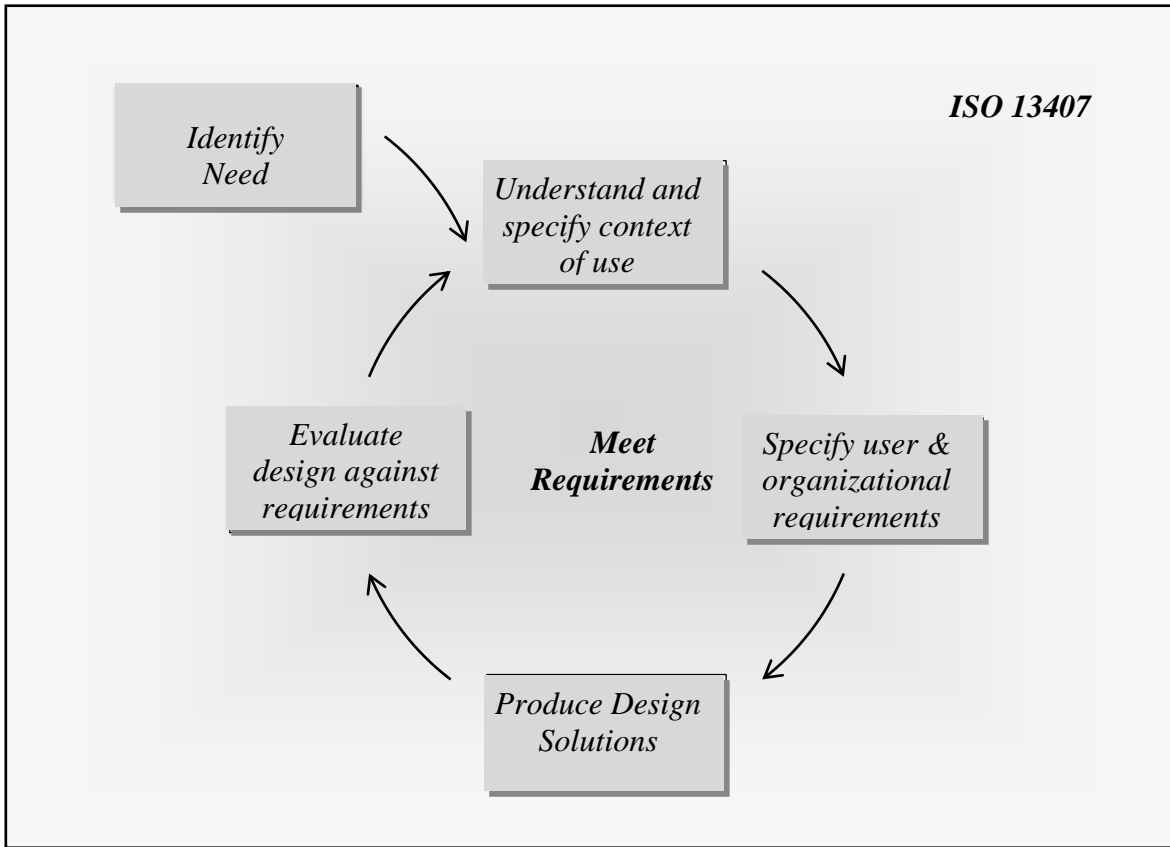 ISO 13407
Identify
Need
Understand and
specify context
of use
Evaluate
design against
requirements
Meet
Requirements
Specify user &
organizational
requirements
Produce Design
Solutions